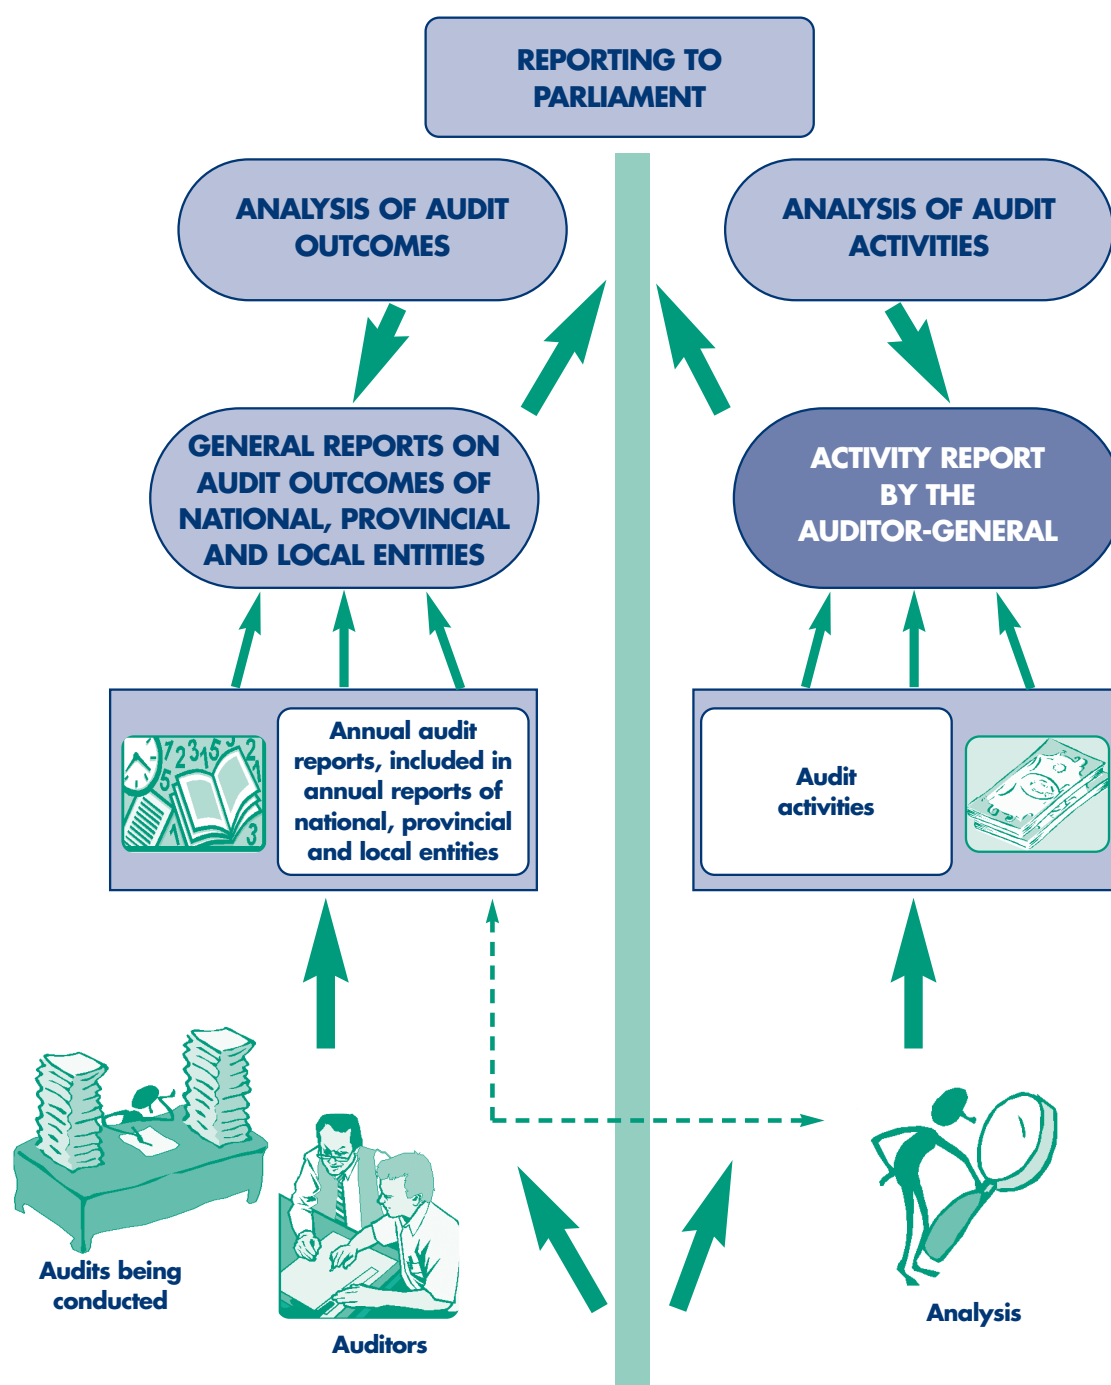 REPORTING TO
PARLIAMENT
ANALYSIS OF AUDIT
OUTCOMES
ANALYSIS OF AUDIT
ACTIVITIES
GENERAL REPORTS ON
AUDIT OUTCOMES OF
NATIONAL, PROVINCIAL
AND LOCAL ENTITIES
ACTIVITY REPORT
BY THE
AUDITOR-GENERAL
Annual audit
reports, included in
annual reports of
national, provincial
and local entities
Audit
activities
Audits being
conducted
Auditors
Analysis